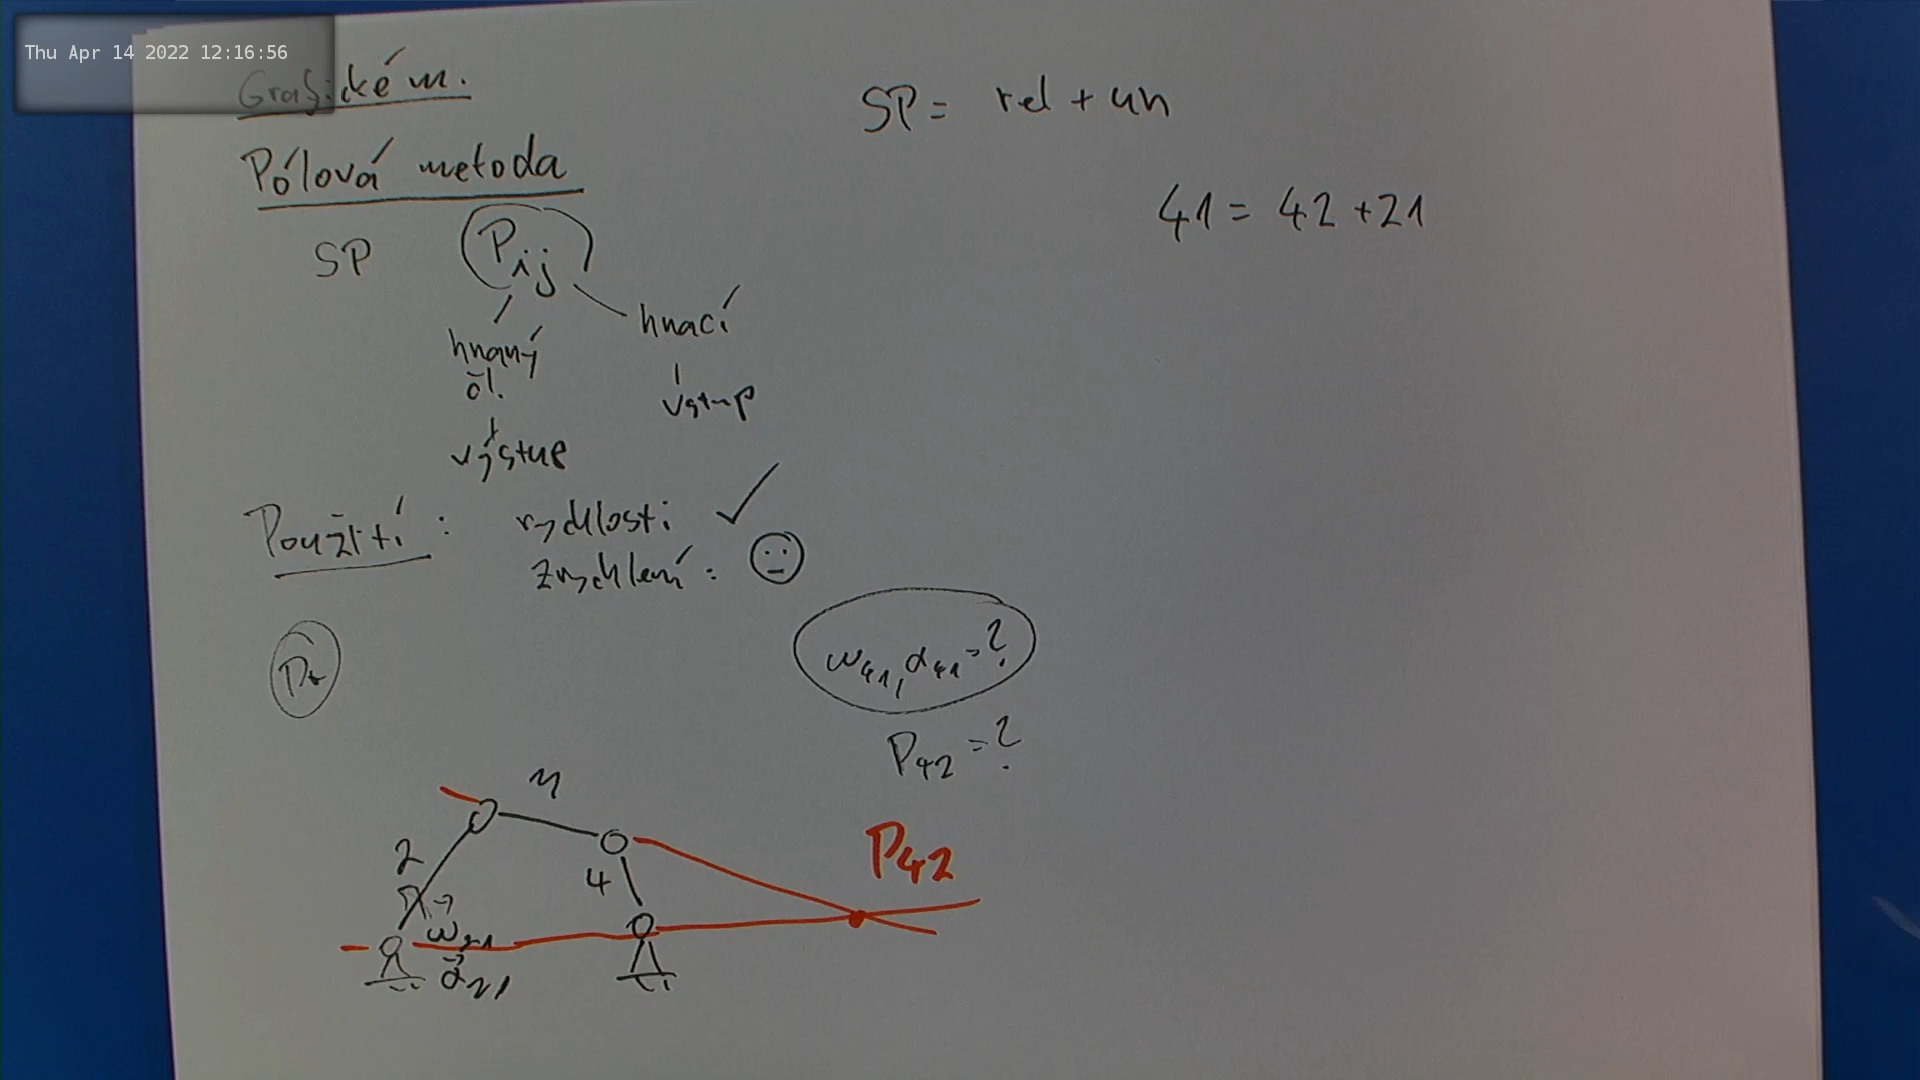 Thu Apr 14 2022 12:16:56
Grafické m.
Pólová metoda
SP P_ij
hnaný
čl.
výstup
hnací
vstup
Použití:
rychlosti ✓
zrychlení:
Př
ω41, α41 = ?
P42 = ?
SP = rel + un
41 = 42 + 21
2
4
ω21
α21
P42